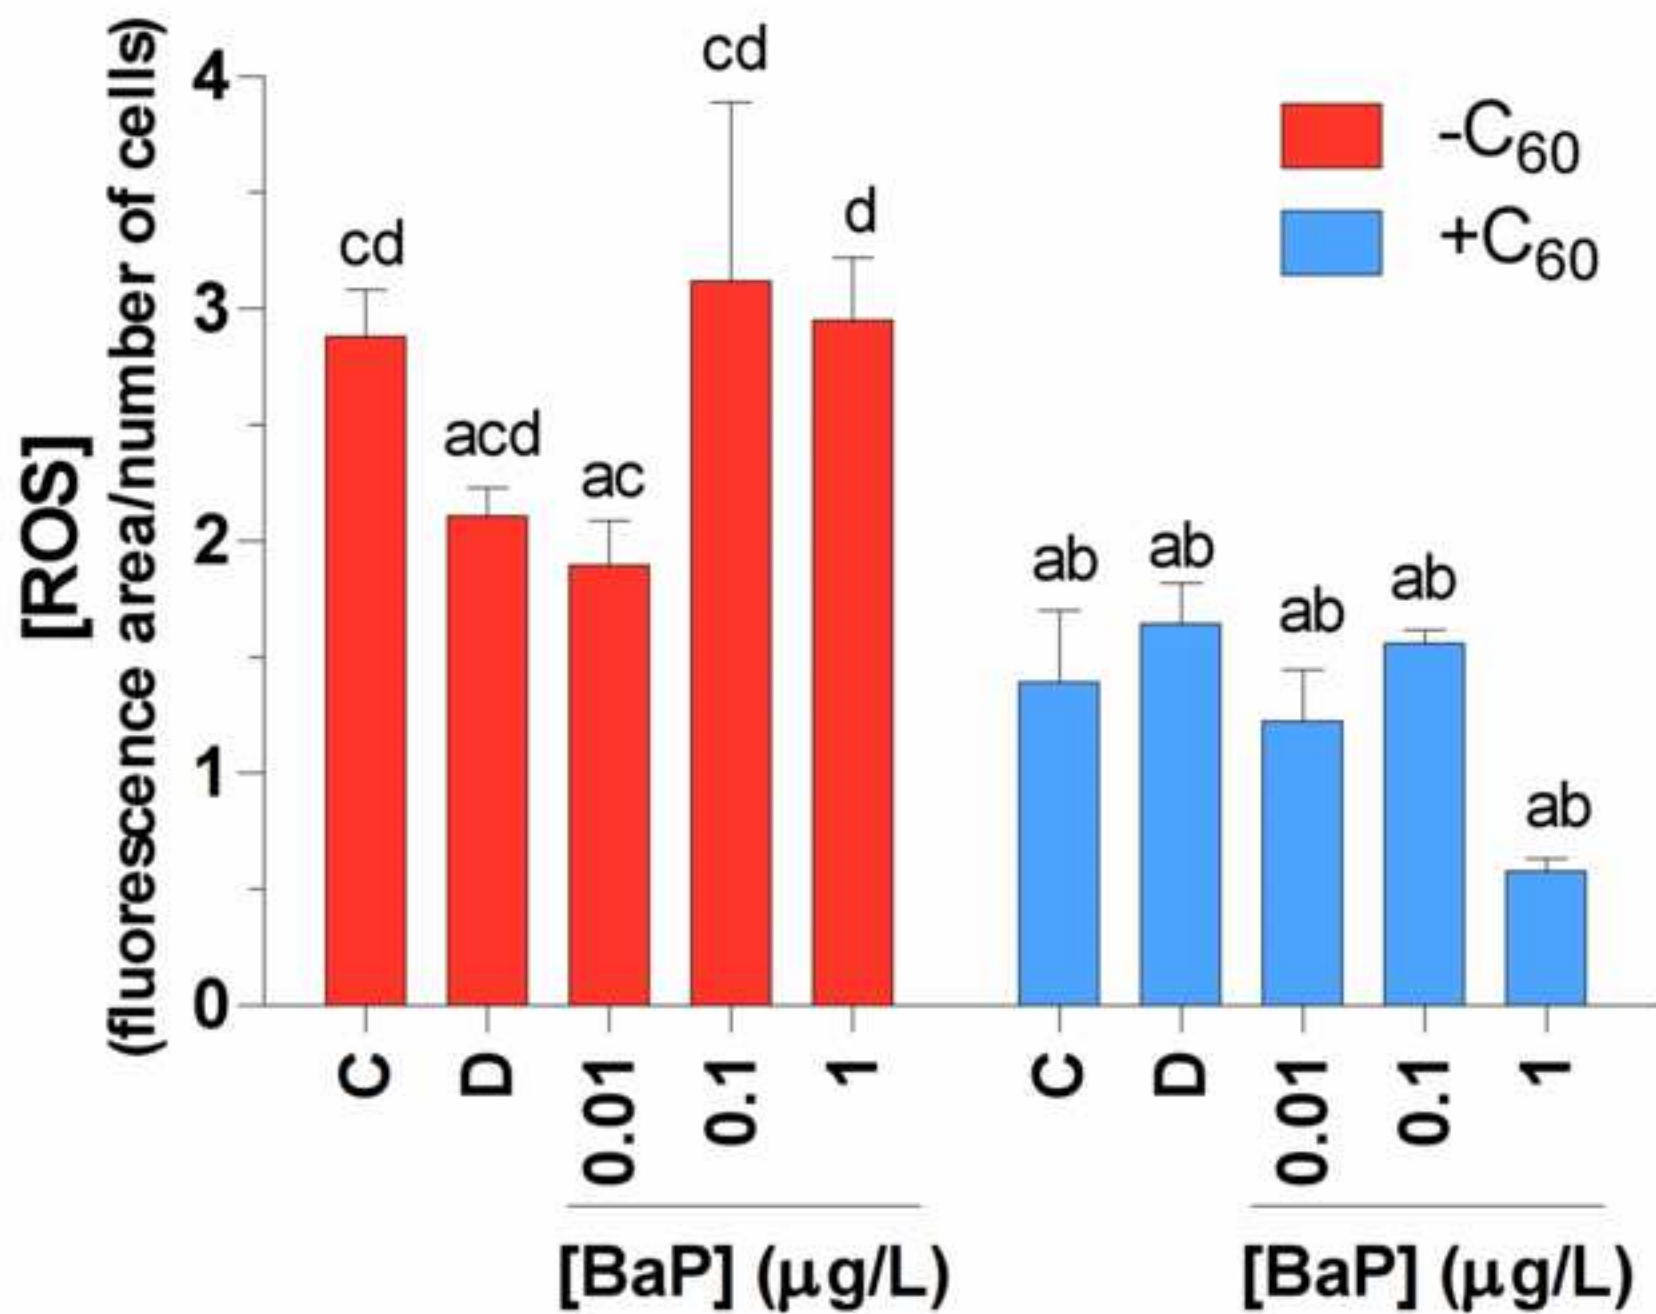 [ROS]
(fluorescence area/number of cells)
4
3
2
1
0
cd
acd
ac
cd
d
ab
ab
ab
ab
ab
-C₆₀
+C₆₀
C
D
0.01
0.1
1
C
D
0.01
0.1
1
[BaP] (μg/L)
[BaP] (μg/L)